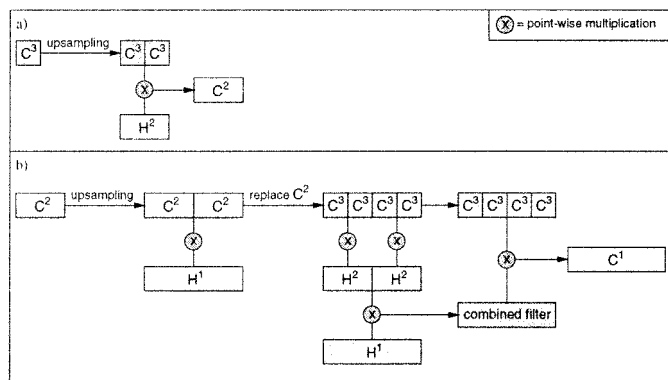 a)
ⓧ = point-wise multiplication
C³ upsampling C³ C³
x C²
H²
b)
C² upsampling C² C² replace C² C³ C³ C³ C³ C³ C³ C³ C³
x x x x C¹
H¹ H² H²
x combined filter
H¹